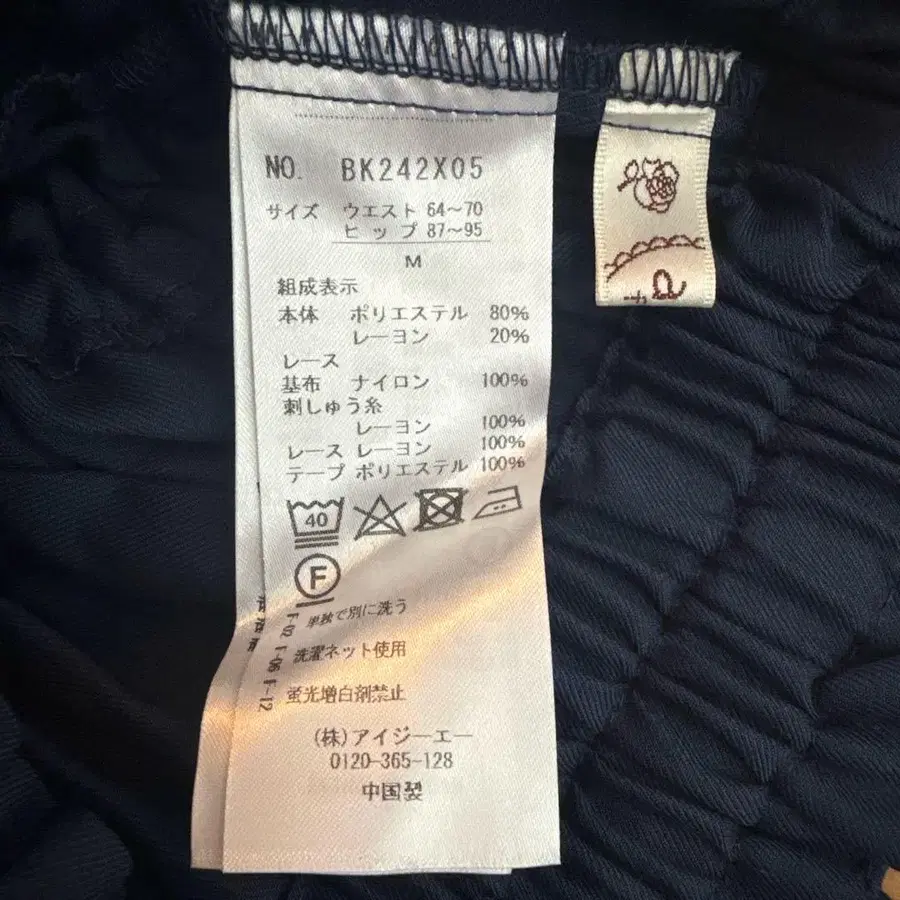 NO. BK242X05
サイズ ウエスト 64~70
ヒップ 87~95
M
組成表示
本体 ポリエステル 80%
レーヨン 20%
レース
基布 ナイロン 100%
刺しゅう糸
レーヨン 100%
レース レーヨン 100%
テープ ポリエステル 100%
40
F
単独で別に洗う
洗濯ネット使用
蛍光増白剤禁止
F-02 F-06 F-12
(株)アイジーエー
0120-365-128
中国製